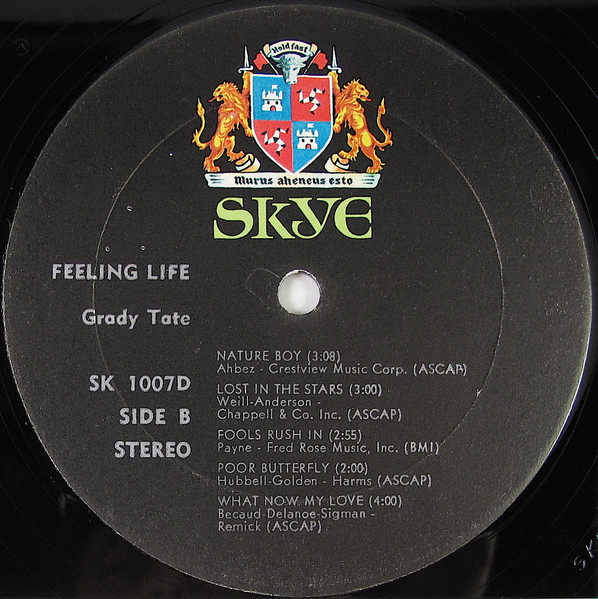 Hold fast
Murus aheneus esto
SKYE
FEELING LIFE
Grady Tate
SK 1007D
SIDE B
STEREO
NATURE BOY (3:08)
Ahbez - Crestview Music Corp. (ASCAP)
LOST IN THE STARS (3:00)
Weill-Anderson -
Chappell & Co. Inc. (ASCAP)
FOOLS RUSH IN (2:55)
Payne - Fred Rose Music, Inc. (BMI)
POOR BUTTERFLY (2:00)
Hubbell-Golden - Harms (ASCAP)
WHAT NOW MY LOVE (4:00)
Becaud-Delanoe-Sigman -
Remick (ASCAP)